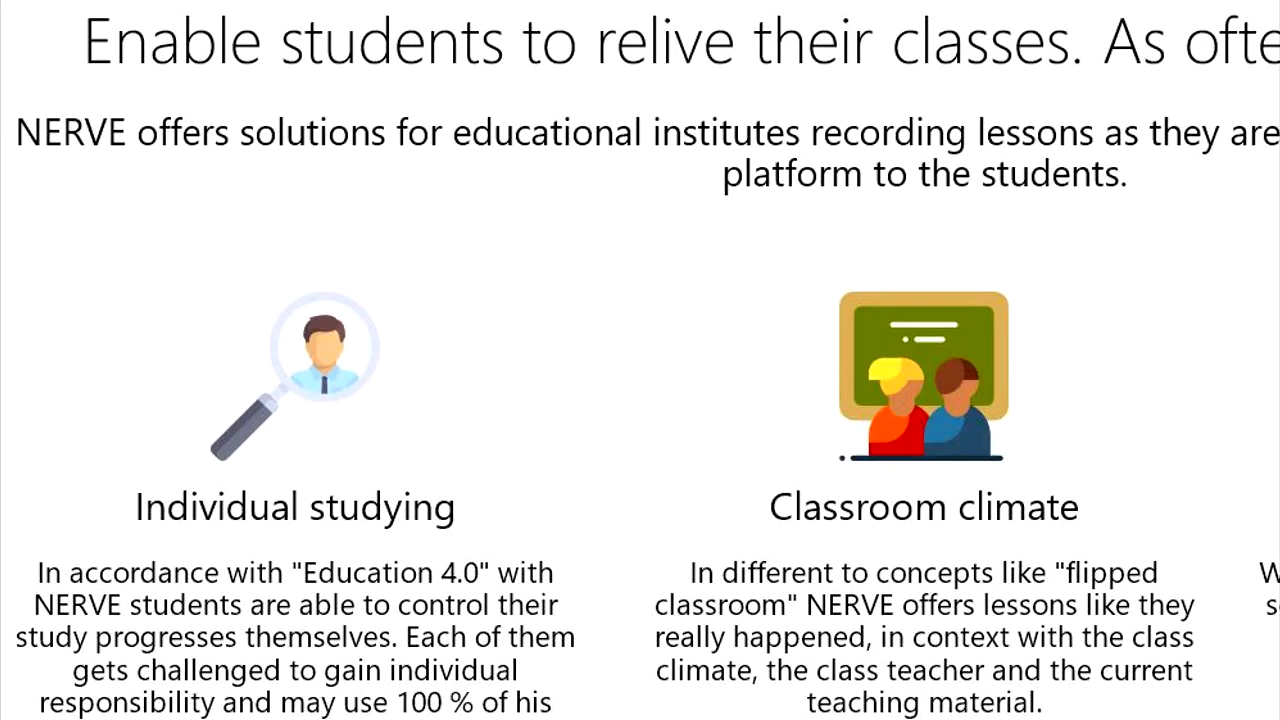 Enable students to relive their classes. As ofte
NERVE offers solutions for educational institutes recording lessons as they are
platform to the students.
Individual studying
In accordance with "Education 4.0" with
NERVE students are able to control their
study progresses themselves. Each of them
gets challenged to gain individual
responsibility and may use 100 % of his
Classroom climate
In different to concepts like "flipped
classroom" NERVE offers lessons like they
really happened, in context with the class
climate, the class teacher and the current
teaching material.